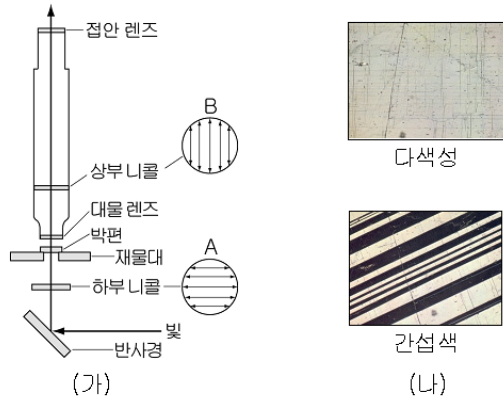 접안 렌즈
B
상부 니콜
대물 렌즈
박편
A
재물대
하부 니콜
빛
반사경
(가)
다색성
간섭색
(나)